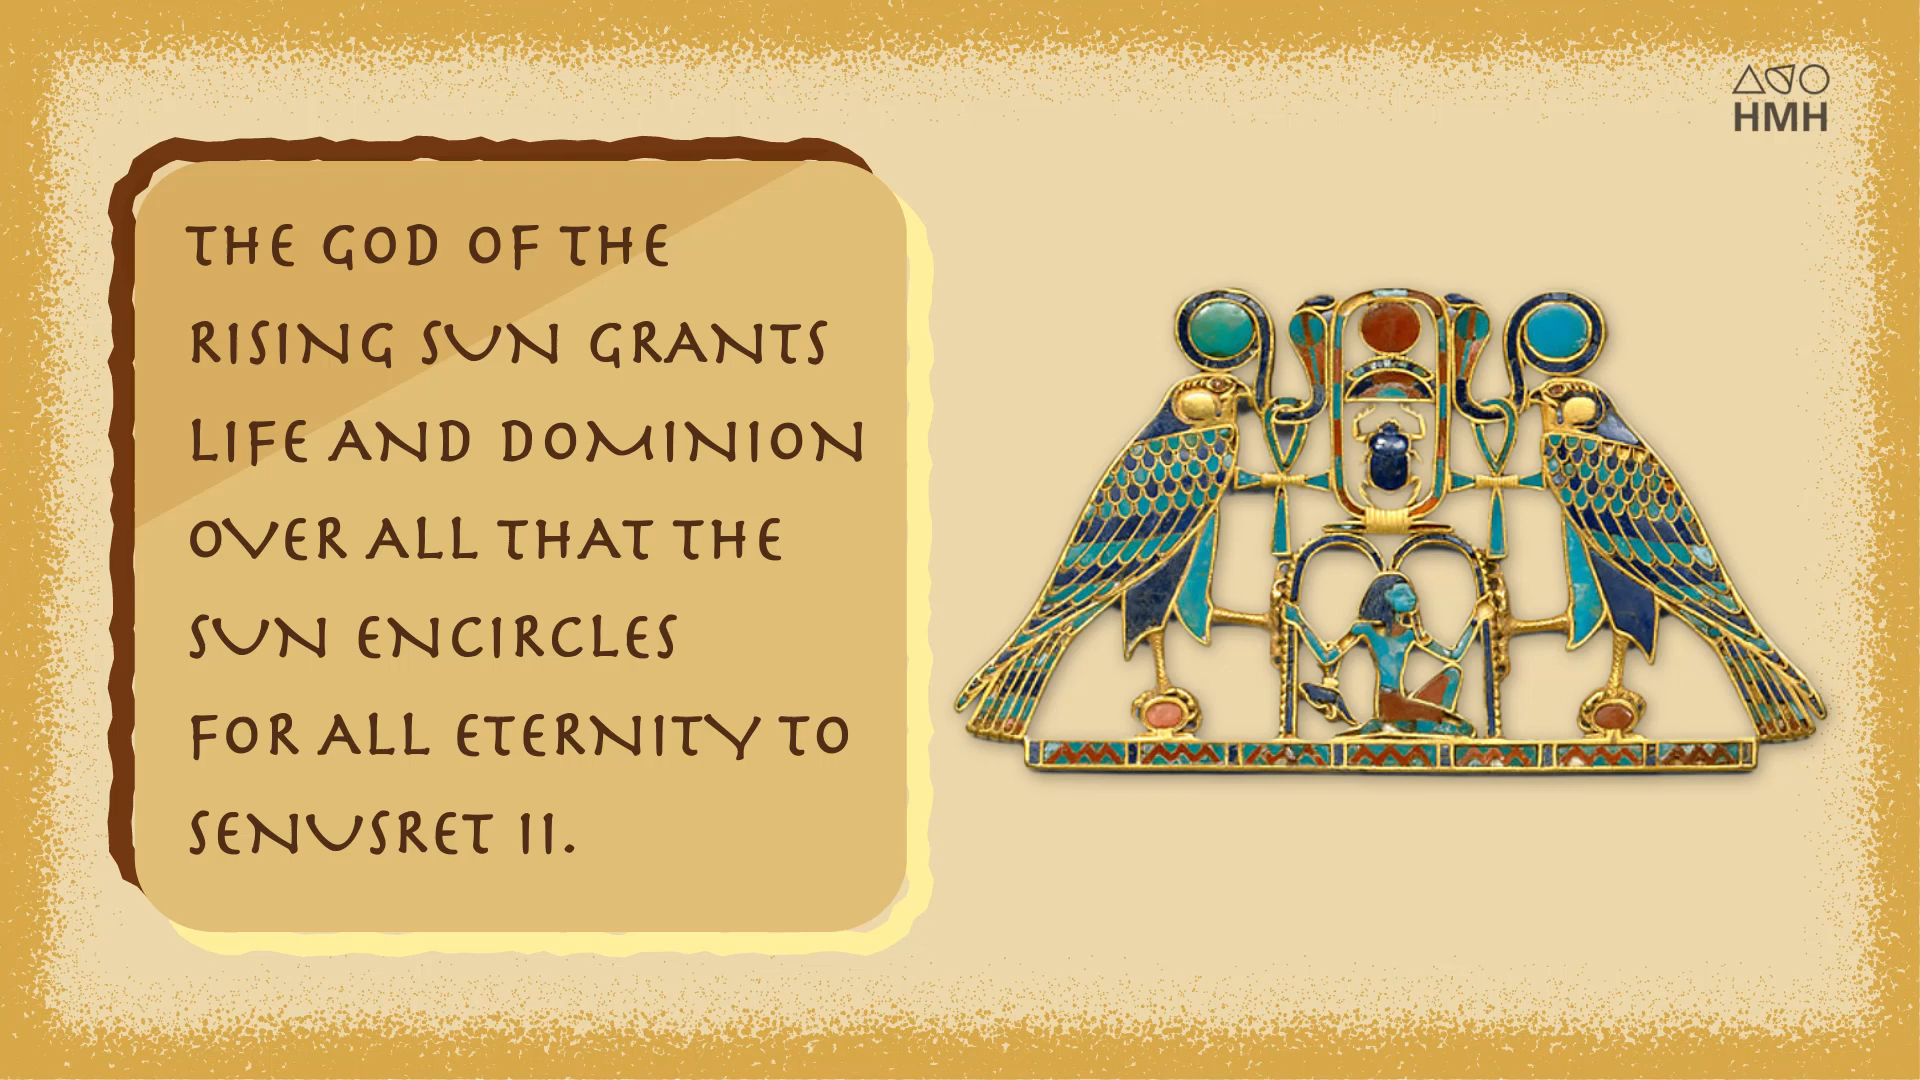 THE GOD OF THE
RISING SUN GRANTS
LIFE AND DOMINION
OVER ALL THAT THE
SUN ENCIRCLES
FOR ALL ETERNITY TO
SENUSRET II.
HMH